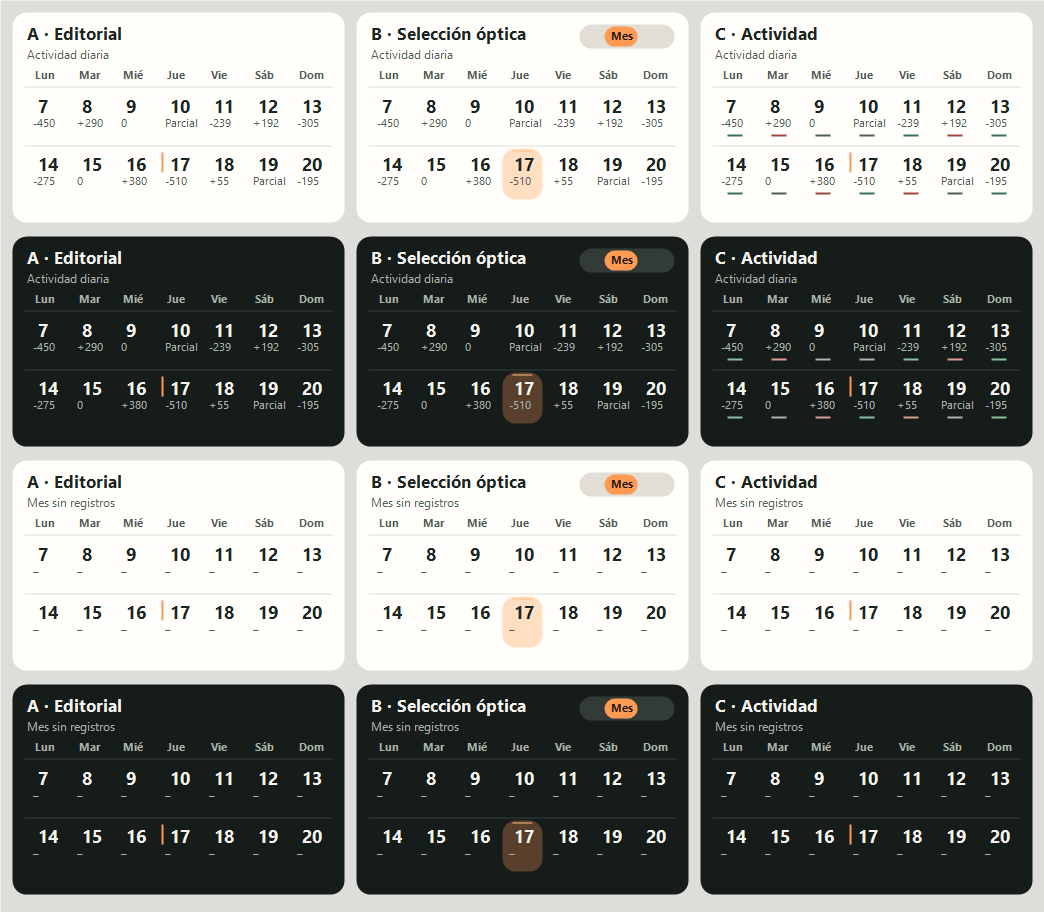 A · Editorial
Actividad diaria
Lun Mar Mié Jue Vie Sáb Dom
7 8 9 10 11 12 13
-450 +290 0 Parcial -239 +192 -305
14 15 16 17 18 19 20
-275 0 +380 -510 +55 Parcial -195
B · Selección óptica Mes
Actividad diaria
Lun Mar Mié Jue Vie Sáb Dom
7 8 9 10 11 12 13
-450 +290 0 Parcial -239 +192 -305
14 15 16 17 18 19 20
-275 0 +380 -510 +55 Parcial -195
C · Actividad
Actividad diaria
Lun Mar Mié Jue Vie Sáb Dom
7 8 9 10 11 12 13
-450 +290 0 Parcial -239 +192 -305
14 15 16 17 18 19 20
-275 0 +380 -510 +55 Parcial -195
A · Editorial
Actividad diaria
Lun Mar Mié Jue Vie Sáb Dom
7 8 9 10 11 12 13
-450 +290 0 Parcial -239 +192 -305
14 15 16 17 18 19 20
-275 0 +380 -510 +55 Parcial -195
B · Selección óptica Mes
Actividad diaria
Lun Mar Mié Jue Vie Sáb Dom
7 8 9 10 11 12 13
-450 +290 0 Parcial -239 +192 -305
14 15 16 17 18 19 20
-275 0 +380 -510 +55 Parcial -195
C · Actividad
Actividad diaria
Lun Mar Mié Jue Vie Sáb Dom
7 8 9 10 11 12 13
-450 +290 0 Parcial -239 +192 -305
14 15 16 17 18 19 20
-275 0 +380 -510 +55 Parcial -195
A · Editorial
Mes sin registros
Lun Mar Mié Jue Vie Sáb Dom
7 8 9 10 11 12 13
– – – – – – –
14 15 16 17 18 19 20
– – – – – – –
B · Selección óptica Mes
Mes sin registros
Lun Mar Mié Jue Vie Sáb Dom
7 8 9 10 11 12 13
– – – – – – –
14 15 16 17 18 19 20
– – – – – – –
C · Actividad
Mes sin registros
Lun Mar Mié Jue Vie Sáb Dom
7 8 9 10 11 12 13
– – – – – – –
14 15 16 17 18 19 20
– – – – – – –
A · Editorial
Mes sin registros
Lun Mar Mié Jue Vie Sáb Dom
7 8 9 10 11 12 13
– – – – – – –
14 15 16 17 18 19 20
– – – – – – –
B · Selección óptica Mes
Mes sin registros
Lun Mar Mié Jue Vie Sáb Dom
7 8 9 10 11 12 13
– – – – – – –
14 15 16 17 18 19 20
– – – – – – –
C · Actividad
Mes sin registros
Lun Mar Mié Jue Vie Sáb Dom
7 8 9 10 11 12 13
– – – – – – –
14 15 16 17 18 19 20
– – – – – – –